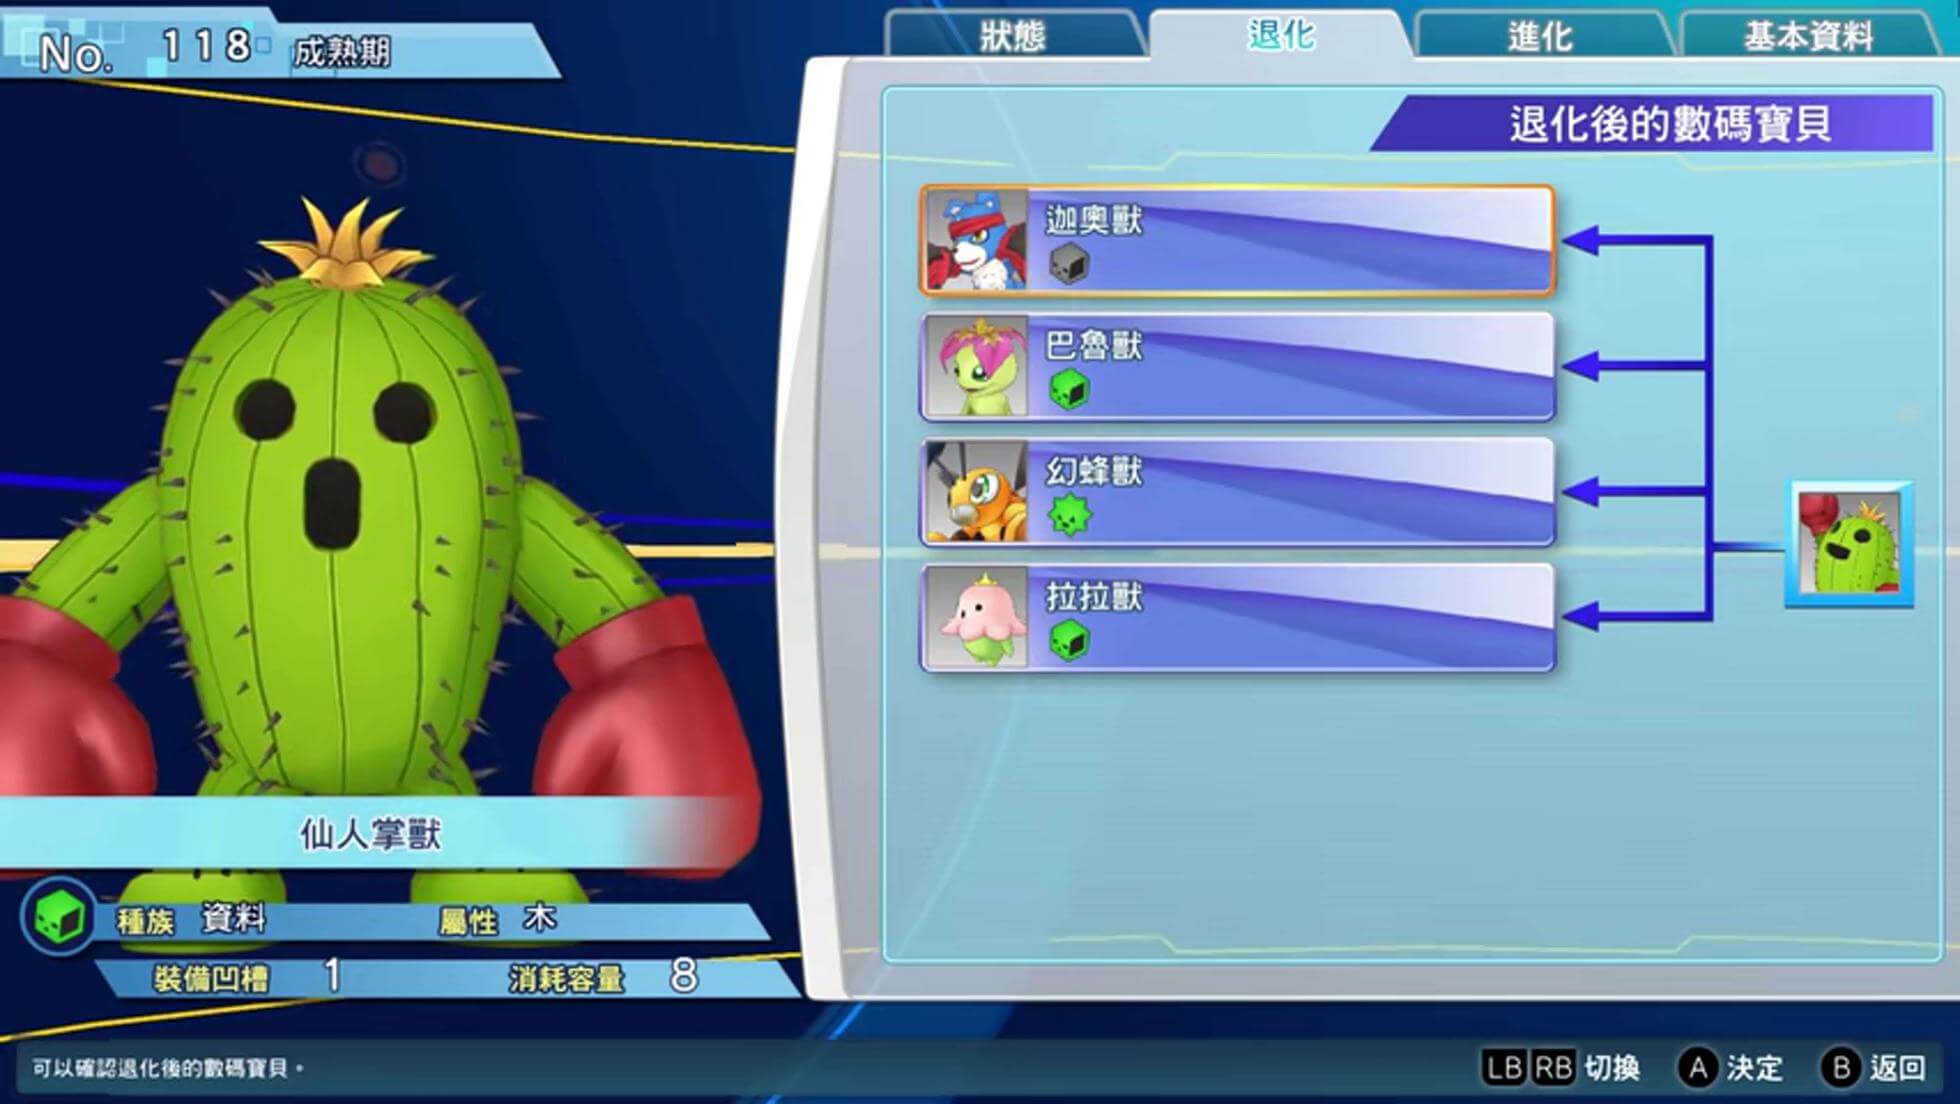 No. 118 成熟期
狀態 退化 進化 基本資料
退化後的數碼寶貝
迦奧獸
巴魯獸
幻蜂獸
拉拉獸
仙人掌獸
種族 資料 屬性 木
裝備凹槽 1 消耗容量 8
可以確認退化後的數碼寶貝。
LB RB 切換 A 決定 B 返回